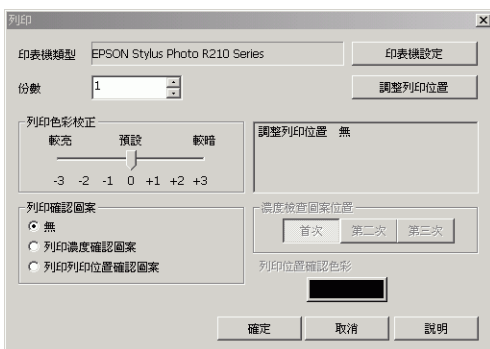 列印
印表機類型 EPSON Stylus Photo R210 Series 印表機設定
份數 1 調整列印位置
列印色彩校正
較亮 預設 較暗
-3 -2 -1 0 +1 +2 +3
調整列印位置 無
列印確認圖案
無
列印濃度確認圖案
列印列印位置確認圖案
濃度檢查圖案位置
首次 第二次 第三次
列印位置確認色彩
確定 取消 說明